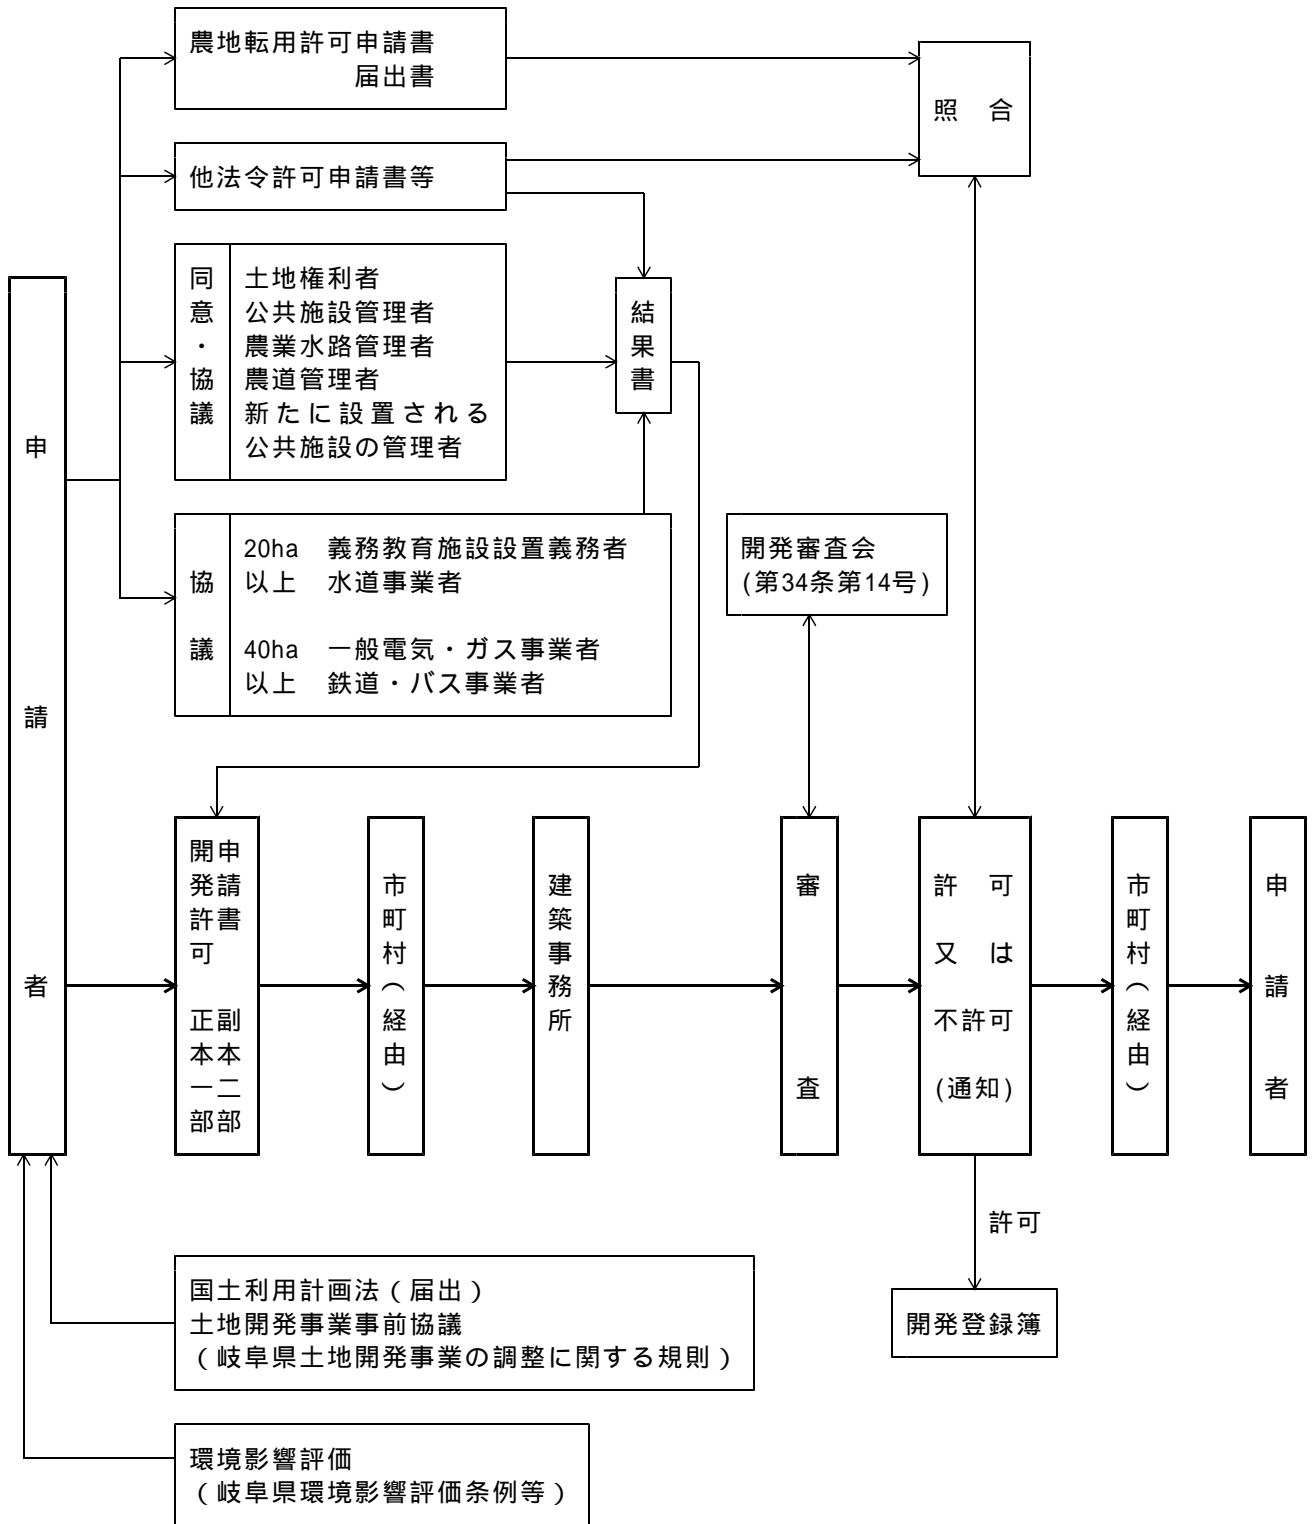 農地転用許可申請書
届出書
照　合
他法令許可申請書等
同意・協議
土地権利者
公共施設管理者
農業水路管理者
農道管理者
新たに設置される
公共施設の管理者
結果書
申請者
協議
20ha　義務教育施設設置義務者
以上　水道事業者
40ha　一般電気・ガス事業者
以上　鉄道・バス事業者
開発審査会
(第34条第14号)
開発許可
申請書
正本一部
副本二部
市町村（経由）
建築事務所
審査
許　可
又　は
不許可
(通知)
市町村（経由）
申請者
許可
開発登録簿
国土利用計画法（届出）
土地開発事業事前協議
（岐阜県土地開発事業の調整に関する規則）
環境影響評価
（岐阜県環境影響評価条例等）